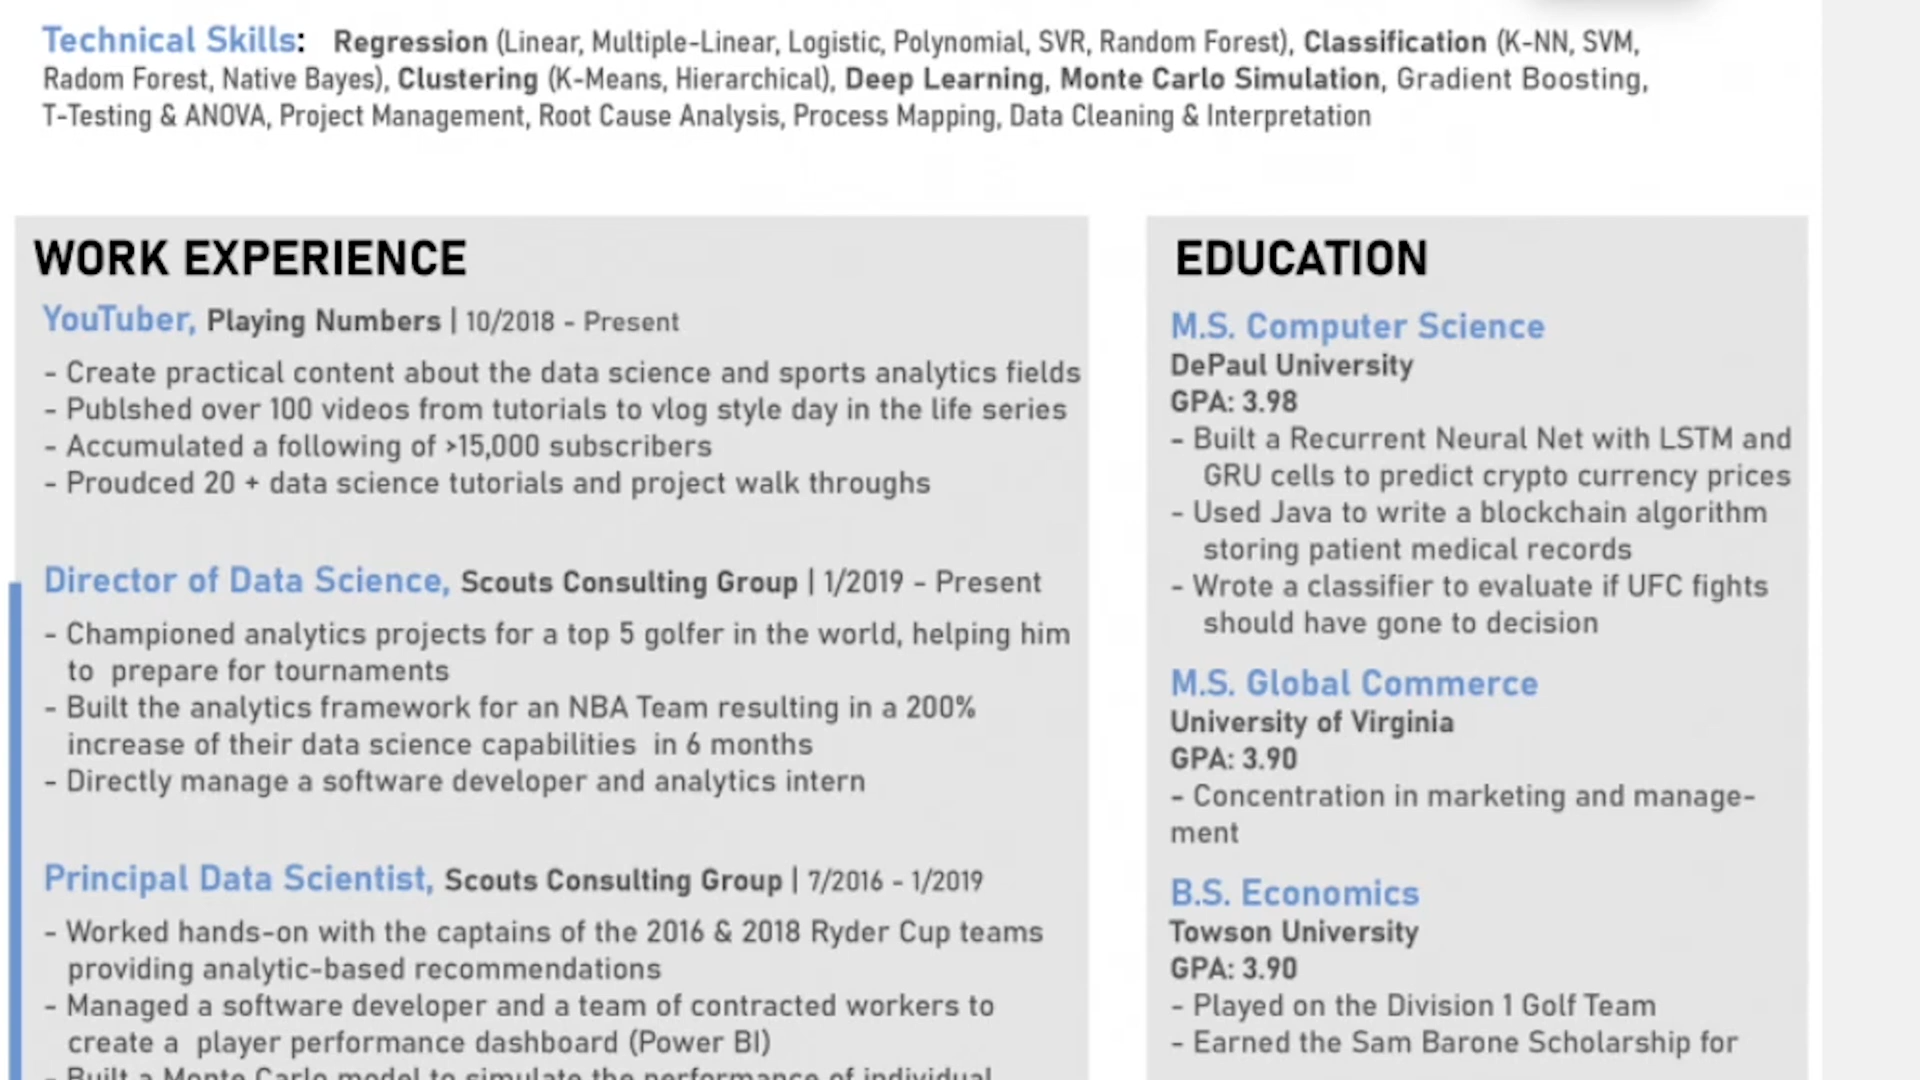 Technical Skills: Regression (Linear, Multiple-Linear, Logistic, Polynomial, SVR, Random Forest), Classification (K-NN, SVM,
Radom Forest, Native Bayes), Clustering (K-Means, Hierarchical), Deep Learning, Monte Carlo Simulation, Gradient Boosting,
T-Testing & ANOVA, Project Management, Root Cause Analysis, Process Mapping, Data Cleaning & Interpretation
WORK EXPERIENCE
YouTuber, Playing Numbers | 10/2018 - Present
- Create practical content about the data science and sports analytics fields
- Publshed over 100 videos from tutorials to vlog style day in the life series
- Accumulated a following of >15,000 subscribers
- Proudced 20 + data science tutorials and project walk throughs
Director of Data Science, Scouts Consulting Group | 1/2019 - Present
- Championed analytics projects for a top 5 golfer in the world, helping him
to prepare for tournaments
- Built the analytics framework for an NBA Team resulting in a 200%
increase of their data science capabilities in 6 months
- Directly manage a software developer and analytics intern
Principal Data Scientist, Scouts Consulting Group | 7/2016 - 1/2019
- Worked hands-on with the captains of the 2016 & 2018 Ryder Cup teams
providing analytic-based recommendations
- Managed a software developer and a team of contracted workers to
create a player performance dashboard (Power BI)
- Built a Monte Carlo model to simulate the performance of individual
EDUCATION
M.S. Computer Science
DePaul University
GPA: 3.98
- Built a Recurrent Neural Net with LSTM and
GRU cells to predict crypto currency prices
- Used Java to write a blockchain algorithm
storing patient medical records
- Wrote a classifier to evaluate if UFC fights
should have gone to decision
M.S. Global Commerce
University of Virginia
GPA: 3.90
- Concentration in marketing and manage-
ment
B.S. Economics
Towson University
GPA: 3.90
- Played on the Division 1 Golf Team
- Earned the Sam Barone Scholarship for